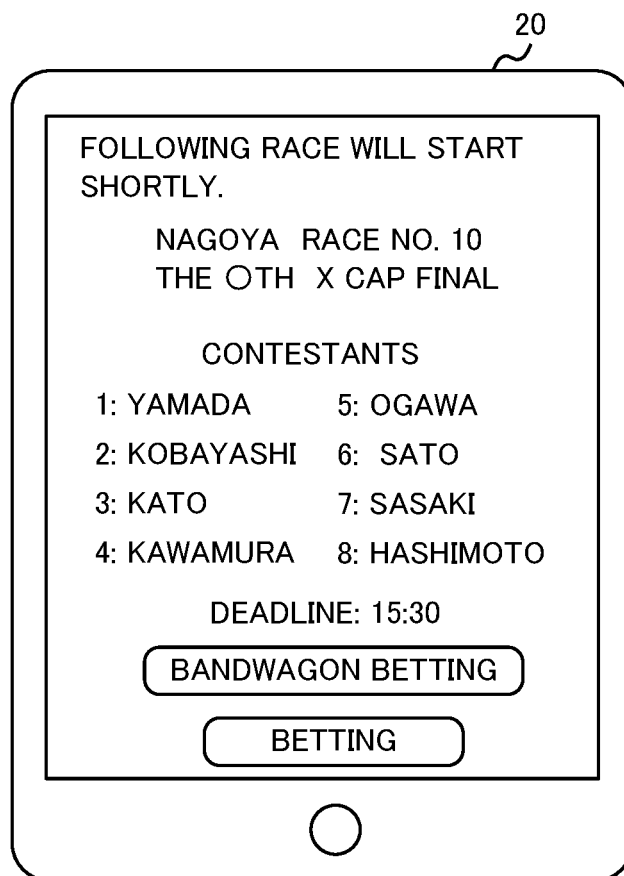 20
FOLLOWING RACE WILL START
SHORTLY.
NAGOYA RACE NO. 10
THE ○TH X CAP FINAL
CONTESTANTS
1: YAMADA 5: OGAWA
2: KOBAYASHI 6: SATO
3: KATO 7: SASAKI
4: KAWAMURA 8: HASHIMOTO
DEADLINE: 15:30
BANDWAGON BETTING
BETTING